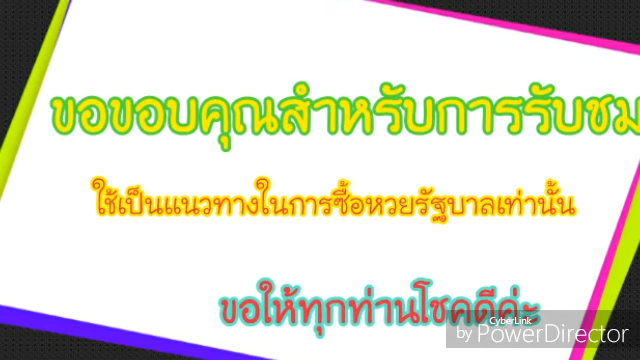 ขอขอบคุณสำหรับการรับชม
ใช้เป็นแนวทางในการซื้อหวยรัฐบาลเท่านั้น
ขอให้ทุกท่านโชคดีค่ะ
CyberLink
by PowerDirector